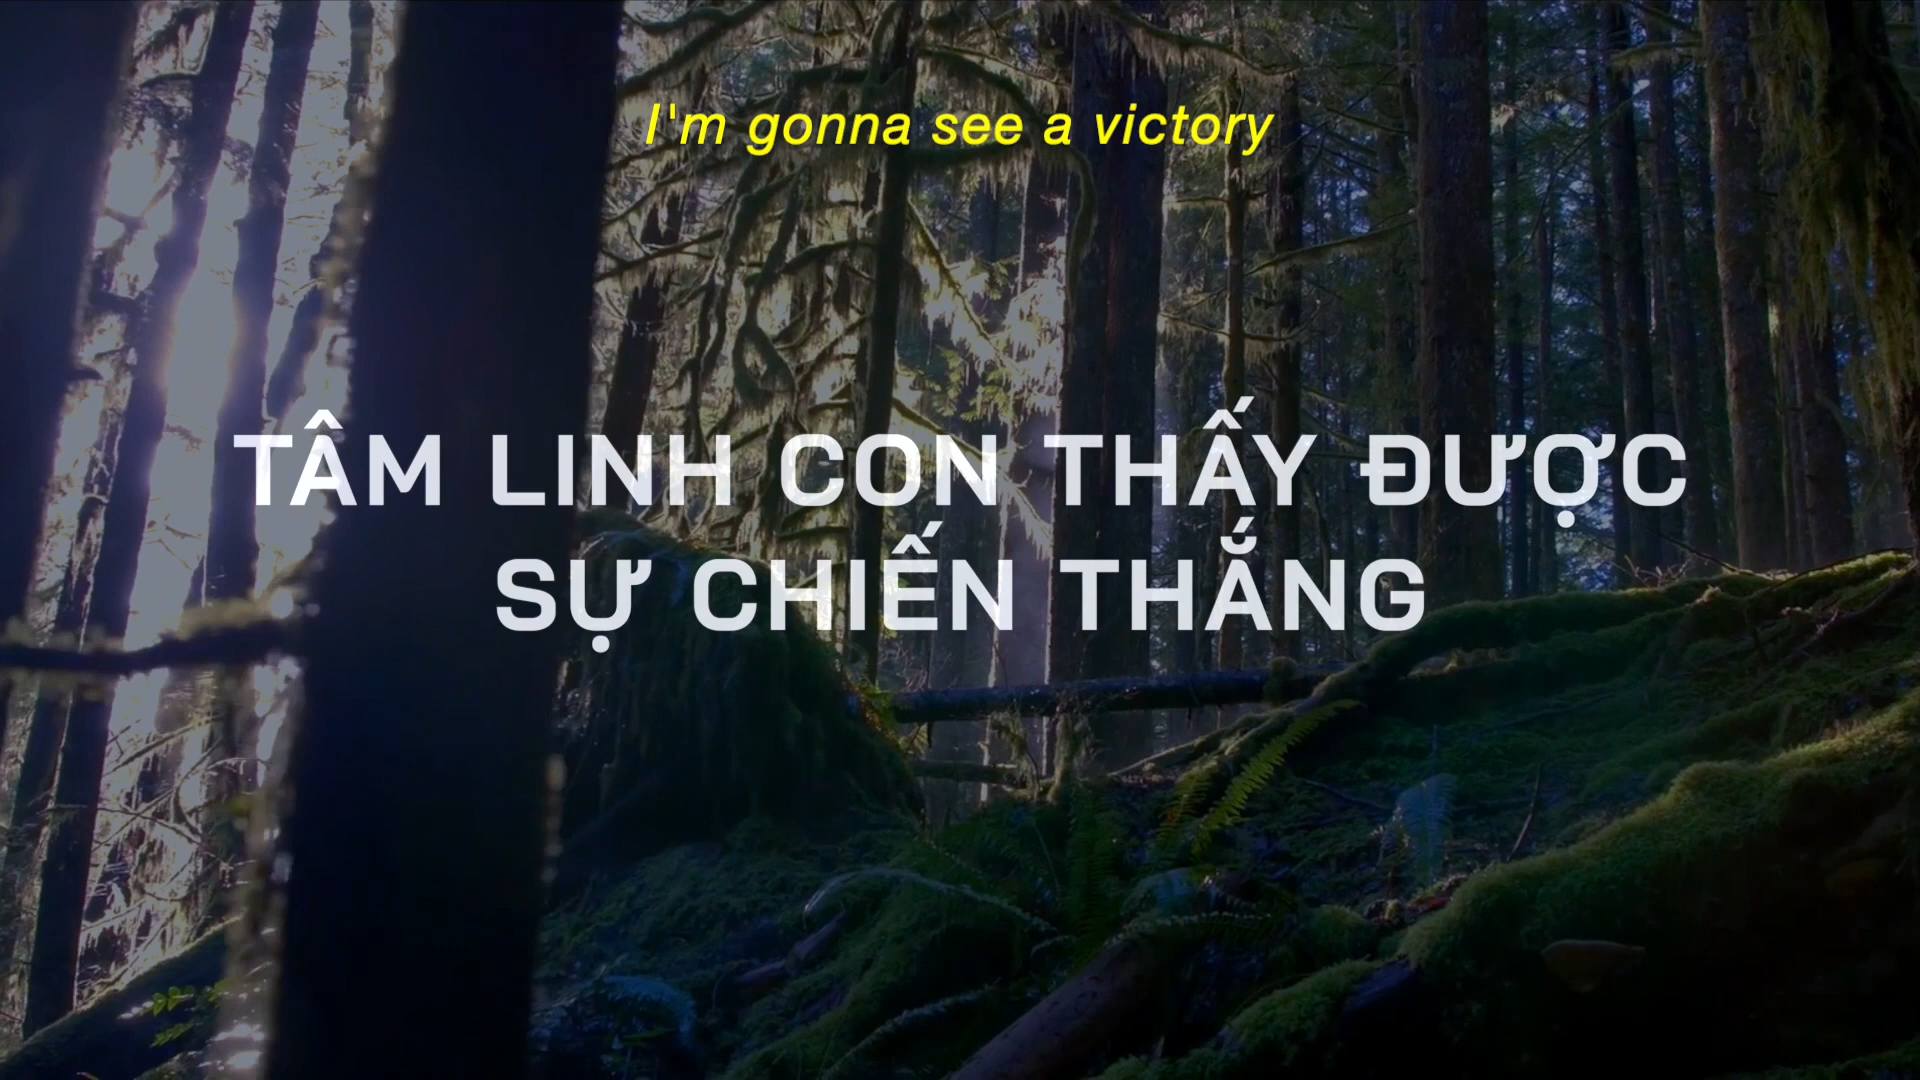 I'm gonna see a victory
TÂM LINH CON THẤY ĐƯỢC
SỰ CHIẾN THẮNG